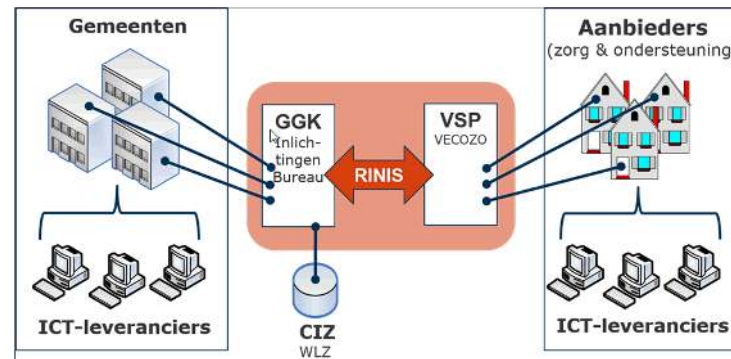 Gemeenten
ICT-leveranciers
GGK
Inlich-
tingen
Bureau
RINIS
VSP
VECOZO
CIZ
WLZ
Aanbieders
(zorg & ondersteuning
ICT-leveranciers